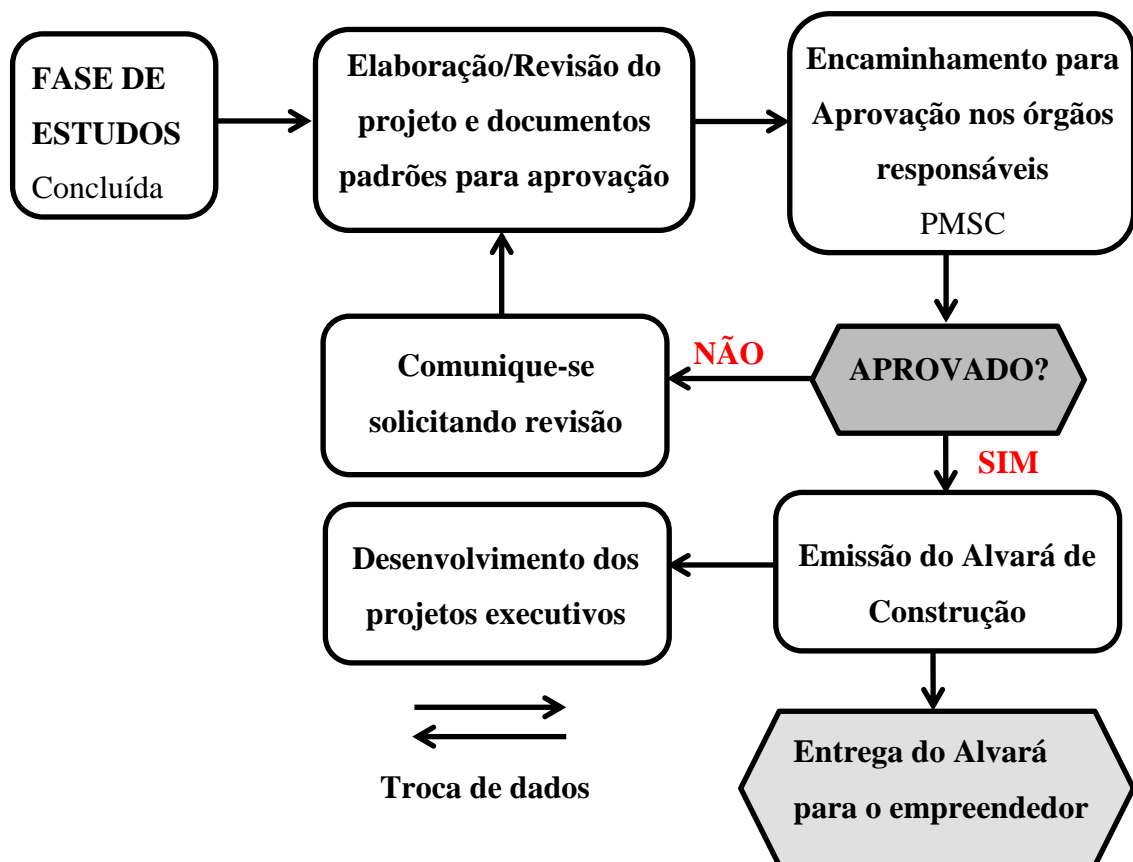 FASE DE
ESTUDOS
Concluída
Elaboração/Revisão do
projeto e documentos
padrões para aprovação
Encaminhamento para
Aprovação nos órgãos
responsáveis
PMSC
APROVADO?
NÃO
Comunique-se
solicitando revisão
SIM
Emissão do Alvará de
Construção
Desenvolvimento dos
projetos executivos
Entrega do Alvará
para o empreendedor
Troca de dados